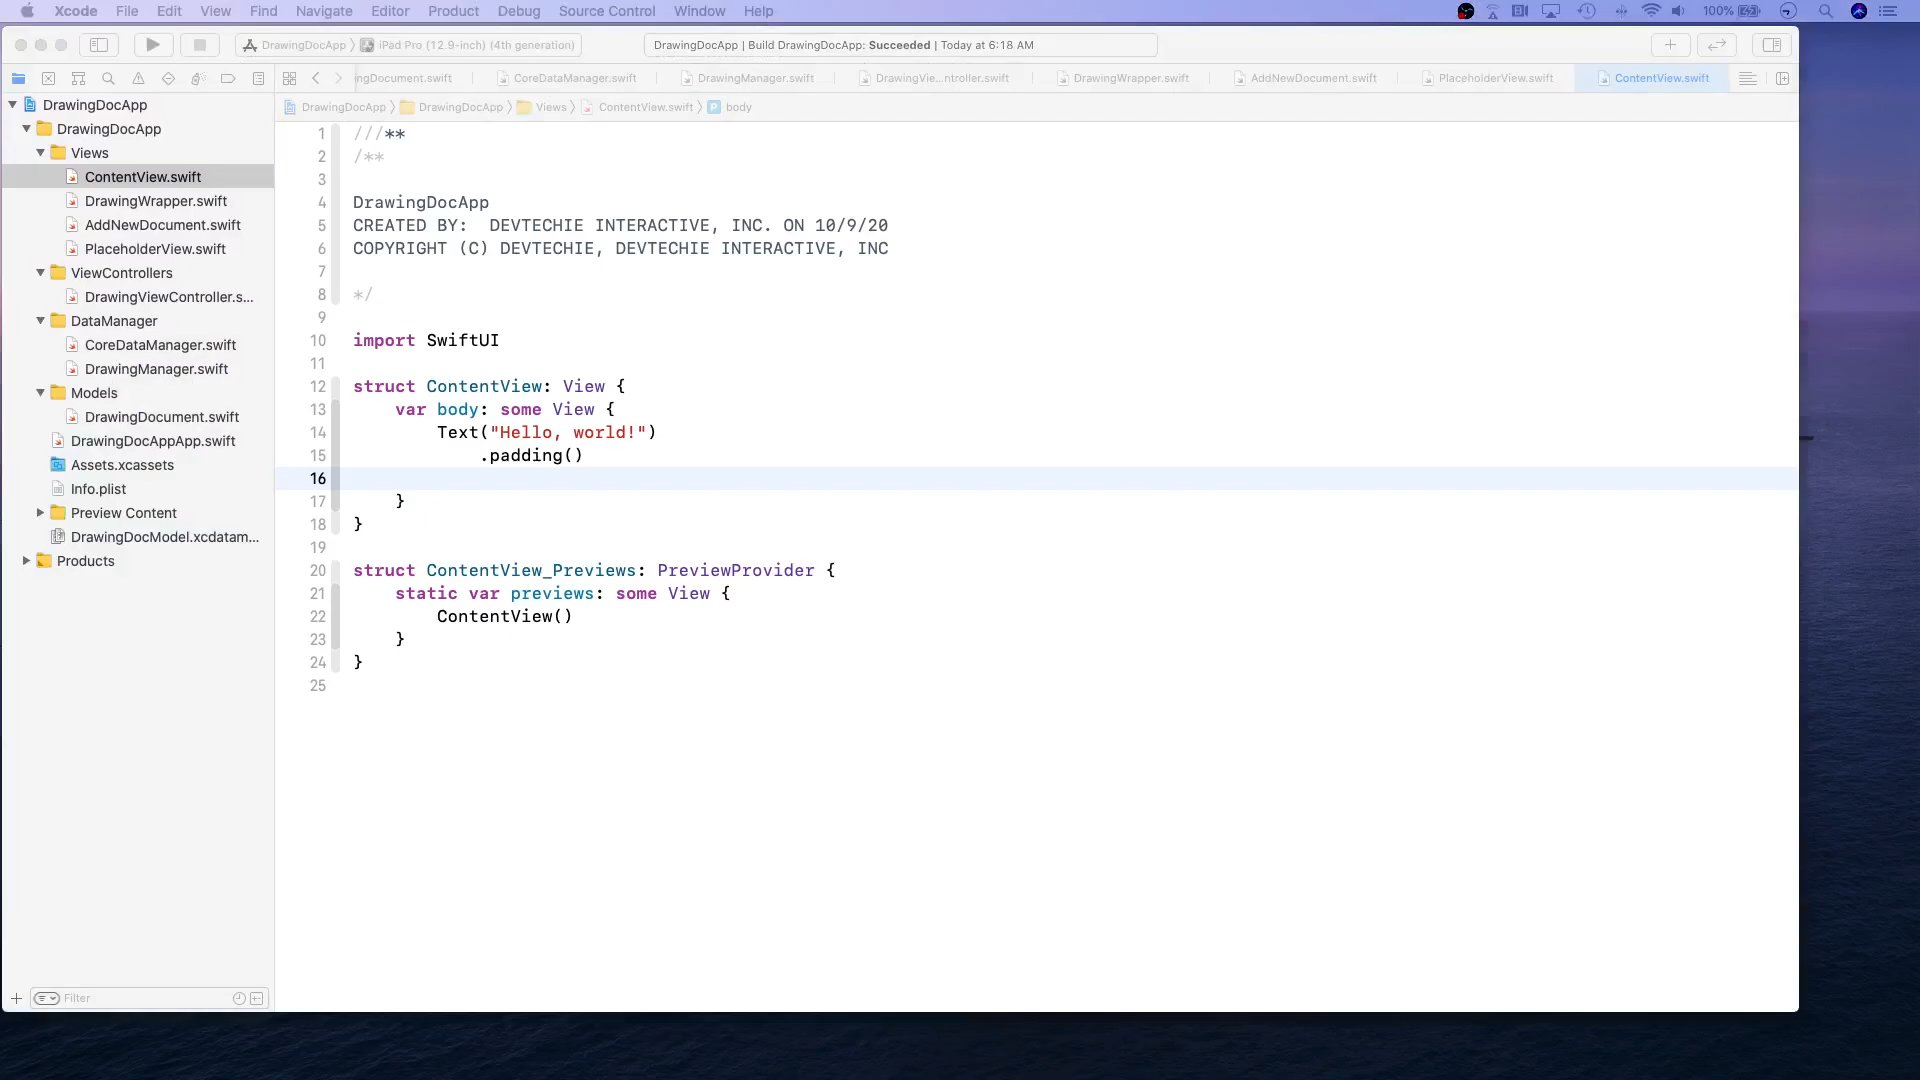 Xcode File Edit View Find Navigate Editor Product Debug Source Control Window Help 100%
DrawingDocApp iPad Pro (12.9-inch) (4th generation)
DrawingDocApp | Build DrawingDocApp: Succeeded | Today at 6:18 AM
ngDocument.swift CoreDataManager.swift DrawingManager.swift DrawingVie...ntroller.swift DrawingWrapper.swift AddNewDocument.swift PlaceholderView.swift ContentView.swift
DrawingDocApp DrawingDocApp Views ContentView.swift P body
DrawingDocApp
DrawingDocApp
Views
ContentView.swift
DrawingWrapper.swift
AddNewDocument.swift
PlaceholderView.swift
ViewControllers
DrawingViewController.s...
DataManager
CoreDataManager.swift
DrawingManager.swift
Models
DrawingDocument.swift
DrawingDocAppApp.swift
Assets.xcassets
Info.plist
Preview Content
DrawingDocModel.xcdatam...
Products
Filter
1 ///**
2 /**
3
4 DrawingDocApp
5 CREATED BY:  DEVTECHIE INTERACTIVE, INC. ON 10/9/20
6 COPYRIGHT (C) DEVTECHIE, DEVTECHIE INTERACTIVE, INC
7
8 */
9
10 import SwiftUI
11
12 struct ContentView: View {
13     var body: some View {
14         Text("Hello, world!")
15             .padding()
16
17     }
18 }
19
20 struct ContentView_Previews: PreviewProvider {
21     static var previews: some View {
22         ContentView()
23     }
24 }
25